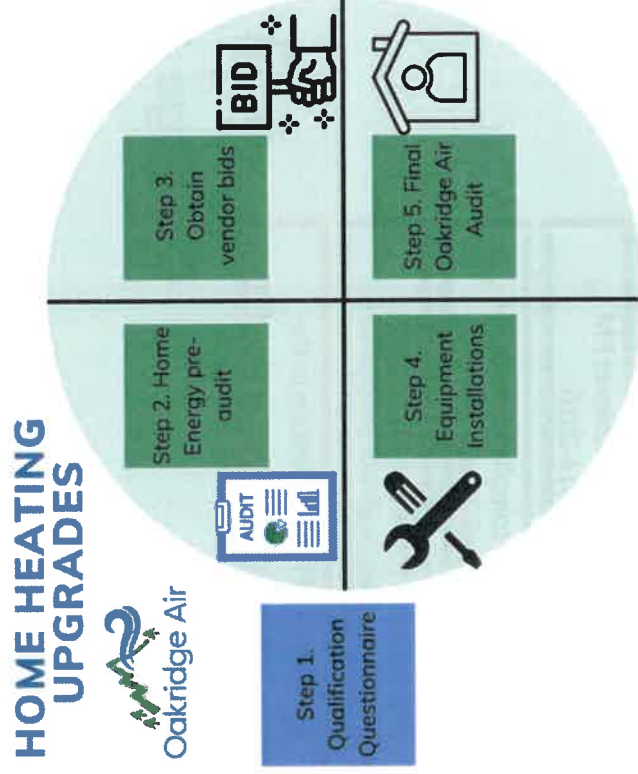 HOME HEATING
UPGRADES
Oakridge Air
Step 1.
Qualification
Questionnaire
Step 2. Home
Energy pre-
audit
AUDIT
Step 3.
Obtain
vendor bids
BID
Step 4.
Equipment
Installations
Step 5. Final
Oakridge Air
Audit